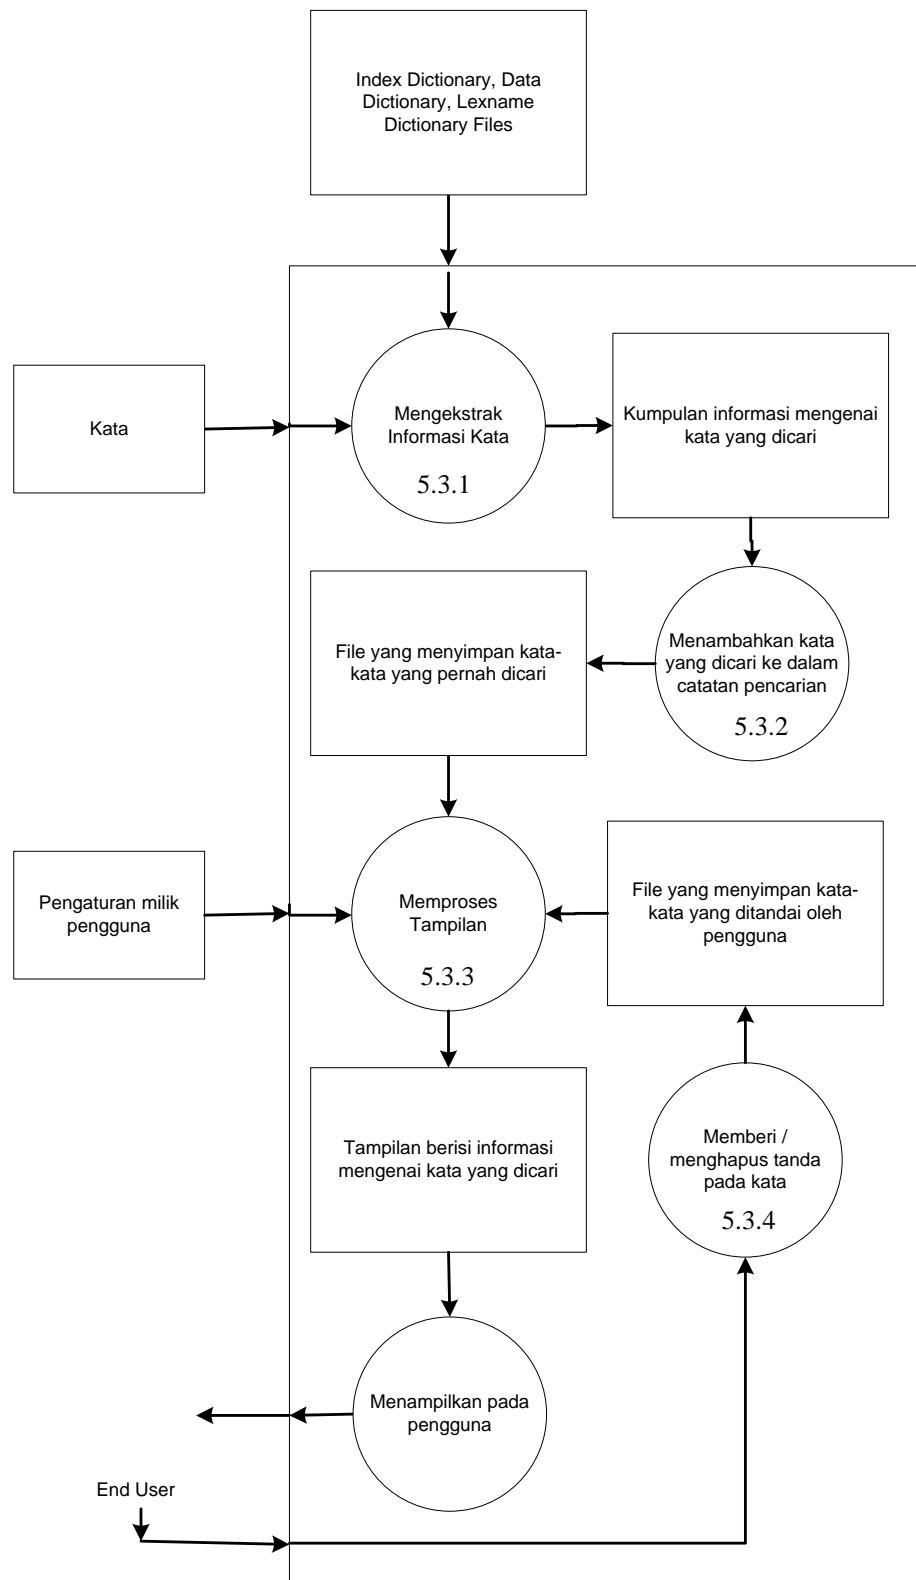 Index Dictionary, Data
Dictionary, Lexname
Dictionary Files
Kata
Mengekstrak
Informasi Kata
5.3.1
Kumpulan informasi mengenai
kata yang dicari
File yang menyimpan kata-
kata yang pernah dicari
Menambahkan kata
yang dicari ke dalam
catatan pencarian
5.3.2
Pengaturan milik
pengguna
Memproses
Tampilan
5.3.3
File yang menyimpan kata-
kata yang ditandai oleh
pengguna
Tampilan berisi informasi
mengenai kata yang dicari
Memberi /
menghapus tanda
pada kata
5.3.4
Menampilkan pada
pengguna
End User